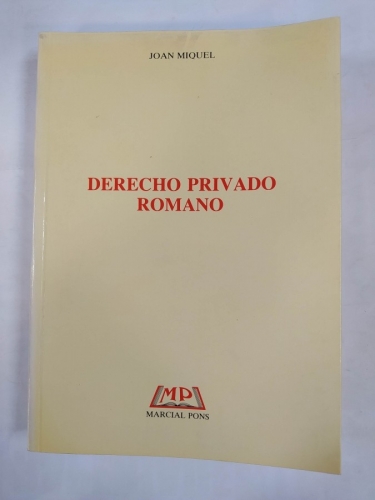 JOAN MIQUEL
DERECHO PRIVADO
ROMANO
MP
MARCIAL PONS